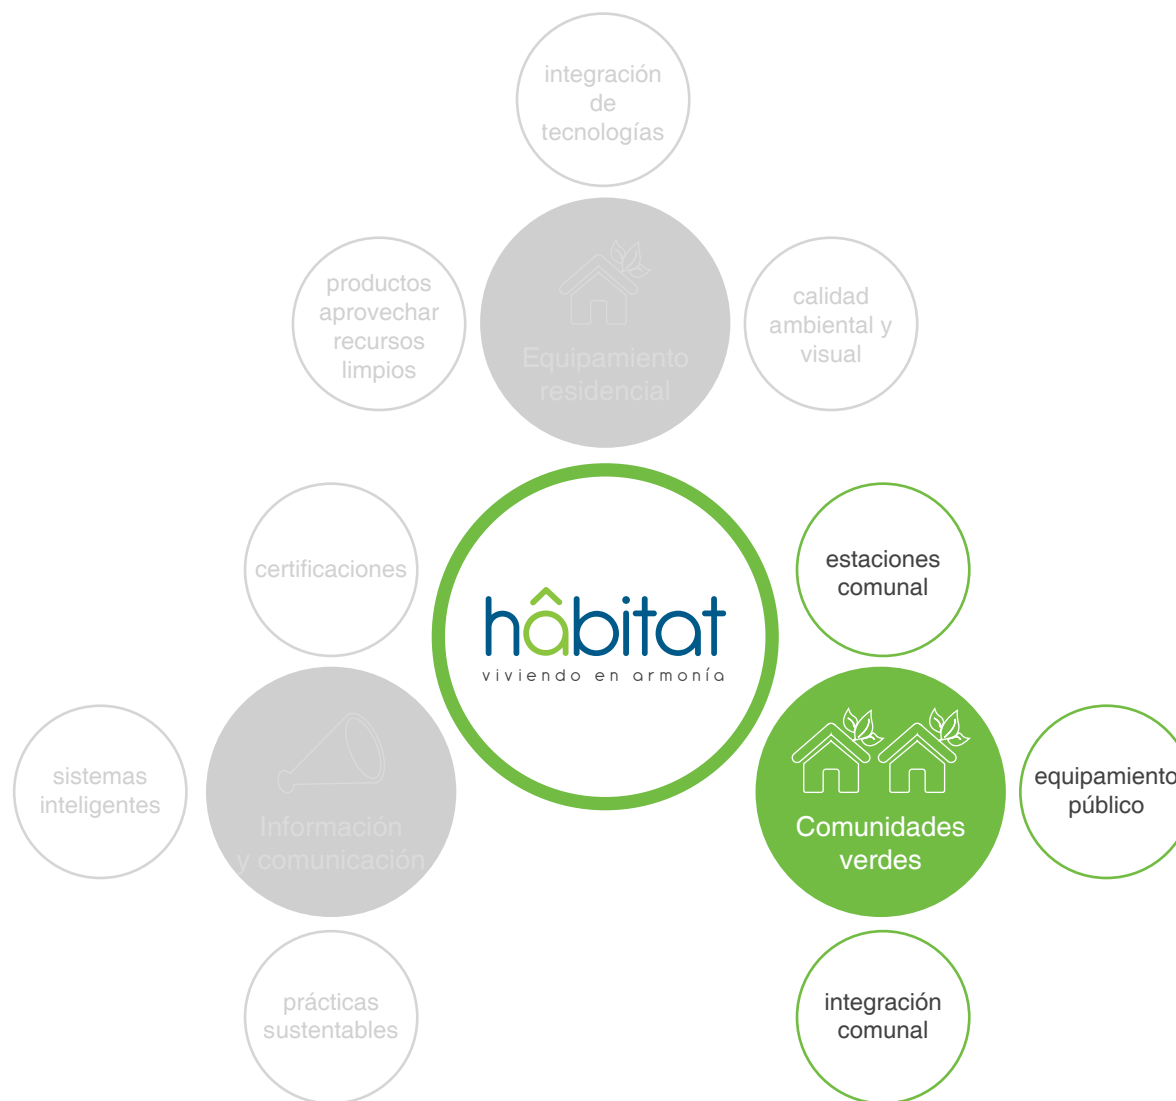 integración
de
tecnologías
productos
aprovechar
recursos
limpios
Equipamiento
residencial
calidad
ambiental y
visual
certificaciones
hâbitat
viviendo en armonía
estaciones
comunal
sistemas
inteligentes
Información
y comunicación
Comunidades
verdes
equipamiento
público
prácticas
sustentables
integración
comunal